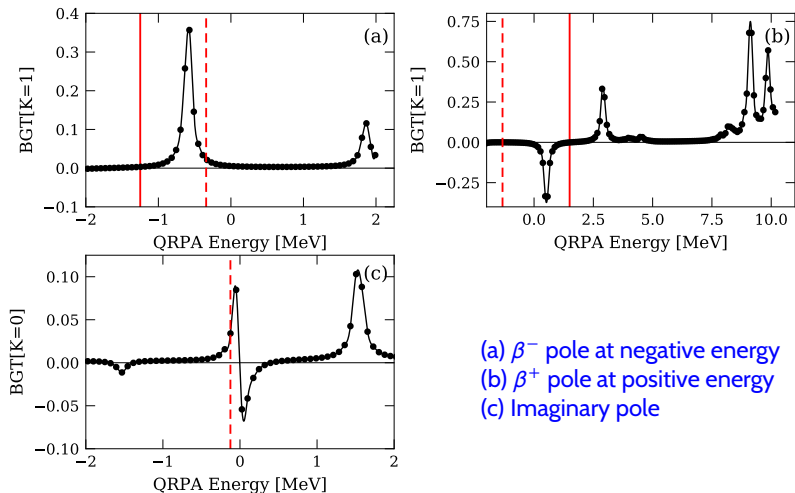 (a)
BGT[K=1]
0.4
0.3
0.2
0.1
0.0
−0.1
−2
−1
0
1
2
QRPA Energy [MeV]
(b)
BGT[K=1]
0.75
0.50
0.25
0.00
−0.25
0.0
2.5
5.0
7.5
10.0
QRPA Energy [MeV]
(c)
BGT[K=0]
0.10
0.05
0.00
−0.05
−0.10
−2
−1
0
1
2
QRPA Energy [MeV]
(a) β⁻ pole at negative energy
(b) β⁺ pole at positive energy
(c) Imaginary pole